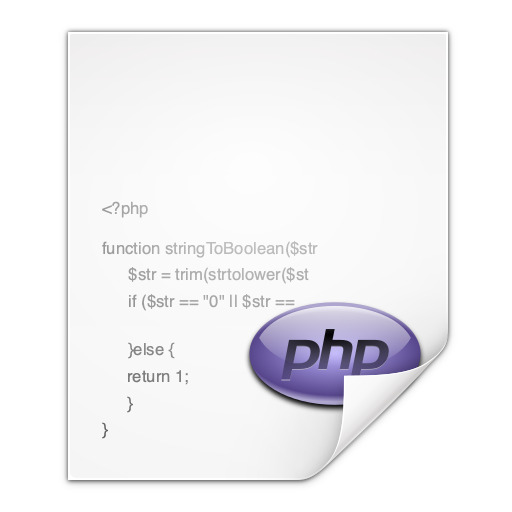 <?php
function stringToBoolean($str
$str = trim(strtolower($st
if ($str == "0" || $str ==
}else {
return 1;
}
}
php